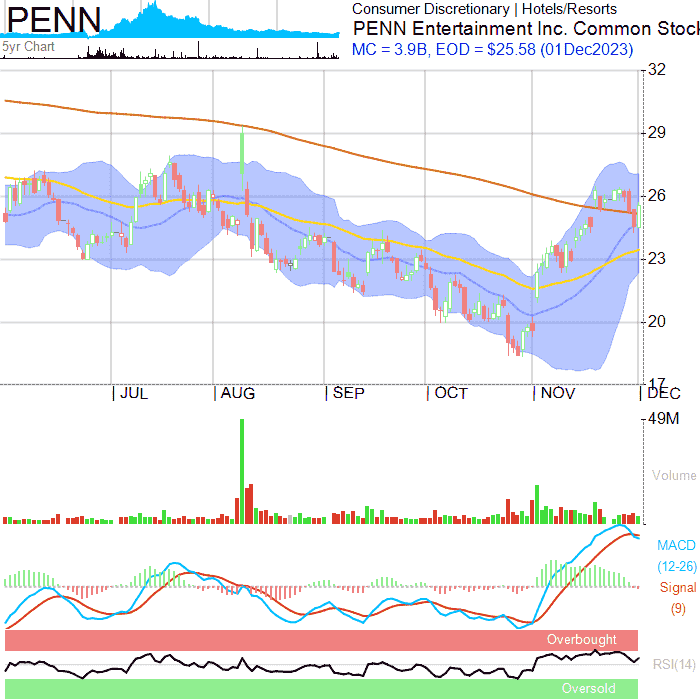 PENN
5yr Chart
Consumer Discretionary | Hotels/Resorts
PENN Entertainment Inc. Common Stoc
MC = 3.9B, EOD = $25.58 (01Dec2023)
32
29
26
23
20
17
JUL
AUG
SEP
OCT
NOV
DEC
49M
Volume
MACD
(12-26)
Signal
(9)
Overbought
RSI(14)
Oversold